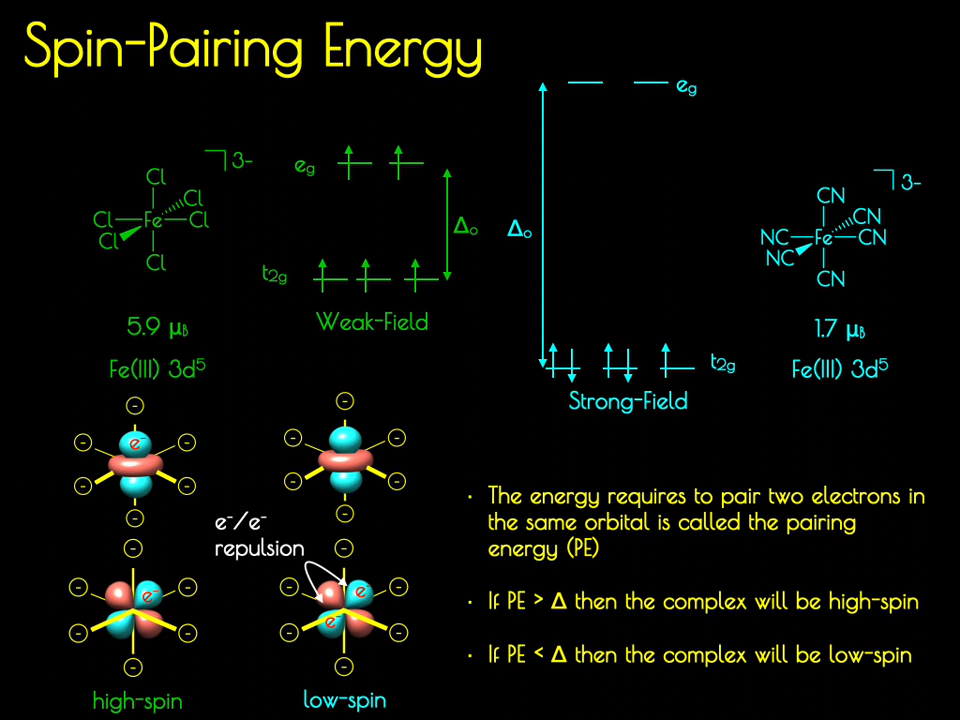 Spin-Pairing Energy
3-
Cl
Cl
Cl Fe Cl
Cl
Cl
5.9 μB
Fe(III) 3d5
eg
Δo
t2g
Weak-Field
eg
Δo
t2g
Strong-Field
3-
CN
CN
NC Fe CN
NC
CN
1.7 μB
Fe(III) 3d5
- - 
- e- - - -
- - - -
- -
e-/e-
repulsion
- -
- e- - - e- -
- - - e- -
- -
high-spin low-spin
• The energy requires to pair two electrons in
the same orbital is called the pairing
energy (PE)
• If PE > Δ then the complex will be high-spin
• If PE < Δ then the complex will be low-spin